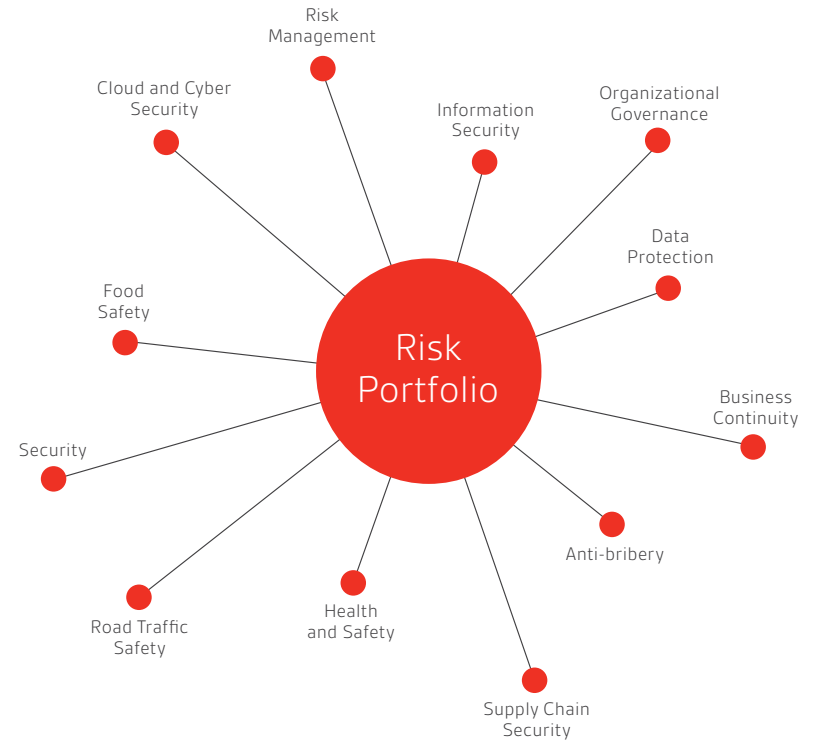 Risk
Management
Cloud and Cyber
Security
Information
Security
Organizational
Governance
Data
Protection
Food
Safety
Risk
Portfolio
Business
Continuity
Security
Anti-bribery
Health
and Safety
Road Traffic
Safety
Supply Chain
Security